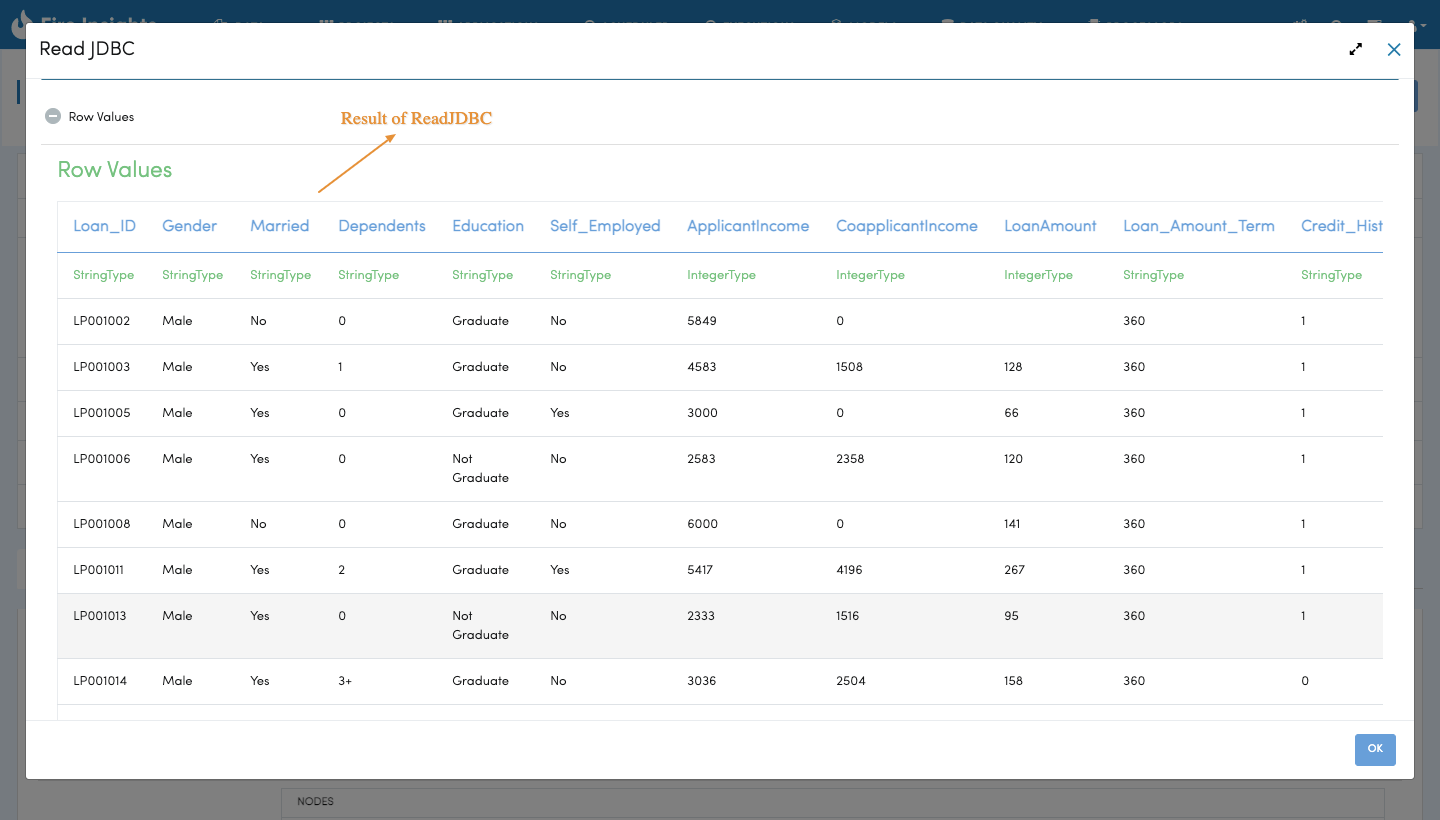 Fire Insights
Read JDBC
Row Values
Result of ReadJDBC
Row Values
Loan_ID Gender Married Dependents Education Self_Employed ApplicantIncome CoapplicantIncome LoanAmount Loan_Amount_Term Credit_Hist
StringType StringType StringType StringType StringType StringType IntegerType IntegerType IntegerType StringType StringType
LP001002 Male No 0 Graduate No 5849 0 360 1
LP001003 Male Yes 1 Graduate No 4583 1508 128 360 1
LP001005 Male Yes 0 Graduate Yes 3000 0 66 360 1
LP001006 Male Yes 0 Not Graduate No 2583 2358 120 360 1
LP001008 Male No 0 Graduate No 6000 0 141 360 1
LP001011 Male Yes 2 Graduate Yes 5417 4196 267 360 1
LP001013 Male Yes 0 Not Graduate No 2333 1516 95 360 1
LP001014 Male Yes 3+ Graduate No 3036 2504 158 360 0
OK
NODES